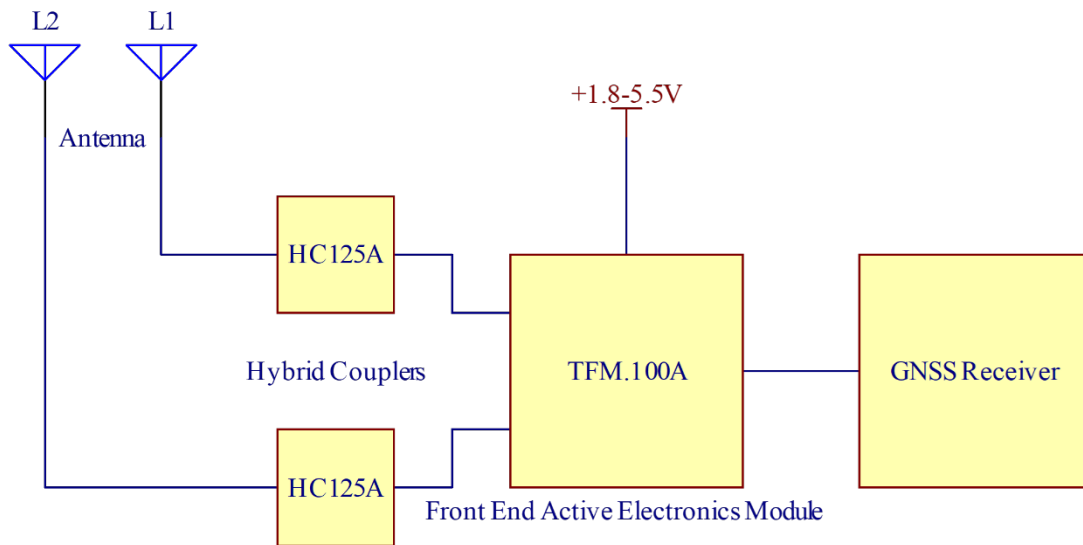 L2
L1
+1.8-5.5V
Antenna
HC125A
Hybrid Couplers
TFM.100A
GNSS Receiver
HC125A
Front End Active Electronics Module